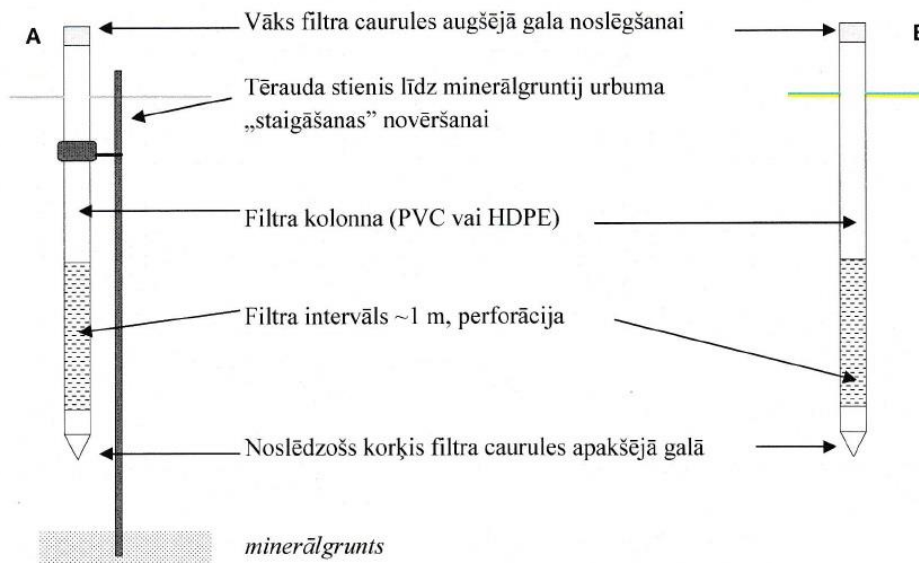 A
Vāks filtra caurules augšējā gala noslēgšanai
Tērauda stienis līdz minerālgruntij urbuma
„staigāšanas” novēršanai
Filtra kolonna (PVC vai HDPE)
Filtra intervāls ~1 m, perforācija
Noslēdzošs korķis filtra caurules apakšējā galā
minerālgrunts